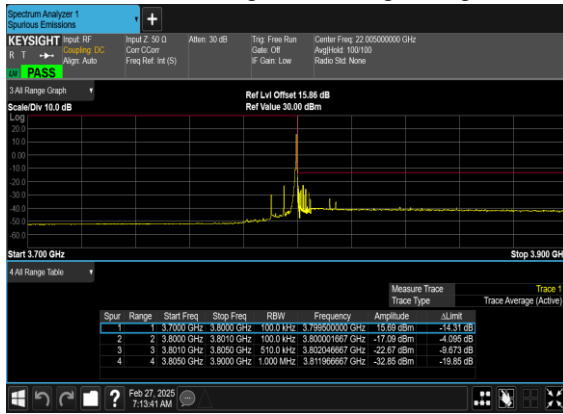 Spectrum Analyzer 1
Spurious Emissions
+
KEYSIGHT Input: RF Input Z: 50 Ω Atten: 30 dB Trig: Free Run Center Freq: 22.005000000 GHz
R T Coupling: DC Corr CCorr Gate: Off Avg|Hold: 100/100
Align: Auto Freq Ref: Int (S) IF Gain: Low Radio Std: None
PASS
3 All Range Graph
Ref Lvl Offset 15.86 dB
Scale/Div 10.0 dB Ref Value 30.00 dBm
Log
20.0
10.0
0.00
-10.0
-20.0
-30.0
-40.0
-50.0
-60.0
Start 3.700 GHz Stop 3.900 GH
4 All Range Table
Measure Trace Trace 1
Trace Type Trace Average (Active)
Spur Range Start Freq Stop Freq RBW Frequency Amplitude ΔLimit
1 1 3.7000 GHz 3.8000 GHz 100.0 kHz 3.799500000 GHz 15.69 dBm -14.31 dB
2 2 3.8000 GHz 3.8010 GHz 100.0 kHz 3.800001667 GHz -17.09 dBm -4.095 dB
3 3 3.8010 GHz 3.8050 GHz 510.0 kHz 3.802046667 GHz -22.67 dBm -9.673 dB
4 4 3.8050 GHz 3.9000 GHz 1.000 MHz 3.811966667 GHz -32.85 dBm -19.85 dB
? Feb 27, 2025
7:13:41 AM